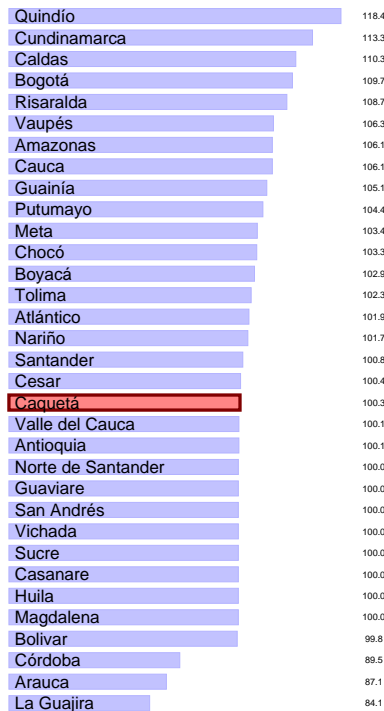 Quindío 118.4
Cundinamarca 113.3
Caldas 110.3
Bogotá 109.7
Risaralda 108.7
Vaupés 106.3
Amazonas 106.1
Cauca 106.1
Guainía 105.1
Putumayo 104.4
Meta 103.4
Chocó 103.3
Boyacá 102.9
Tolima 102.3
Atlántico 101.9
Nariño 101.7
Santander 100.8
Cesar 100.4
Caquetá 100.3
Valle del Cauca 100.1
Antioquia 100.1
Norte de Santander 100.0
Guaviare 100.0
San Andrés 100.0
Vichada 100.0
Sucre 100.0
Casanare 100.0
Huila 100.0
Magdalena 100.0
Bolivar 99.8
Córdoba 89.5
Arauca 87.1
La Guajira 84.1